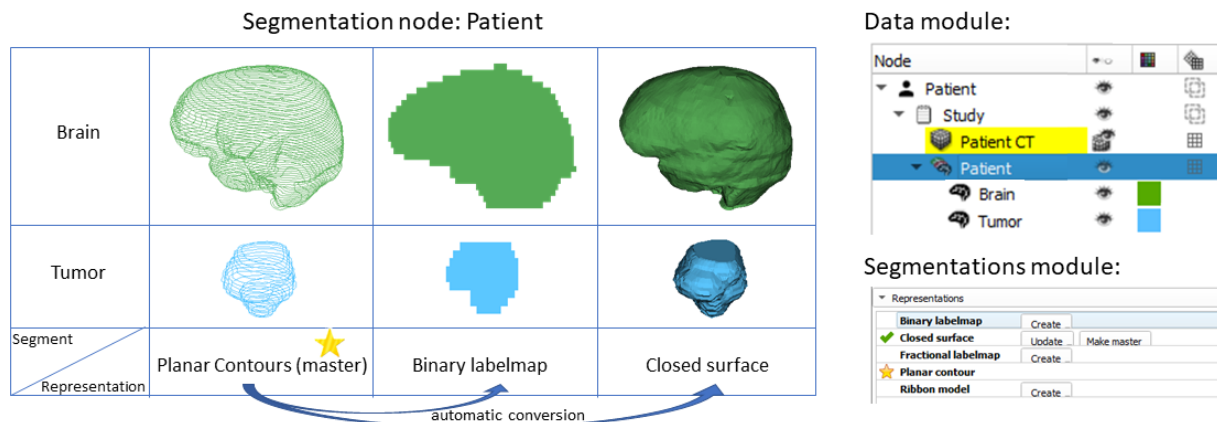 Segmentation node: Patient
Brain
Tumor
Segment
Representation
Planar Contours (master)
Binary labelmap
Closed surface
automatic conversion
Data module:
Node
Patient
Study
Patient CT
Patient
Brain
Tumor
Segmentations module:
Representations
Binary labelmap Create ...
Closed surface Update ... Make master
Fractional labelmap Create ...
Planar contour
Ribbon model Create ...